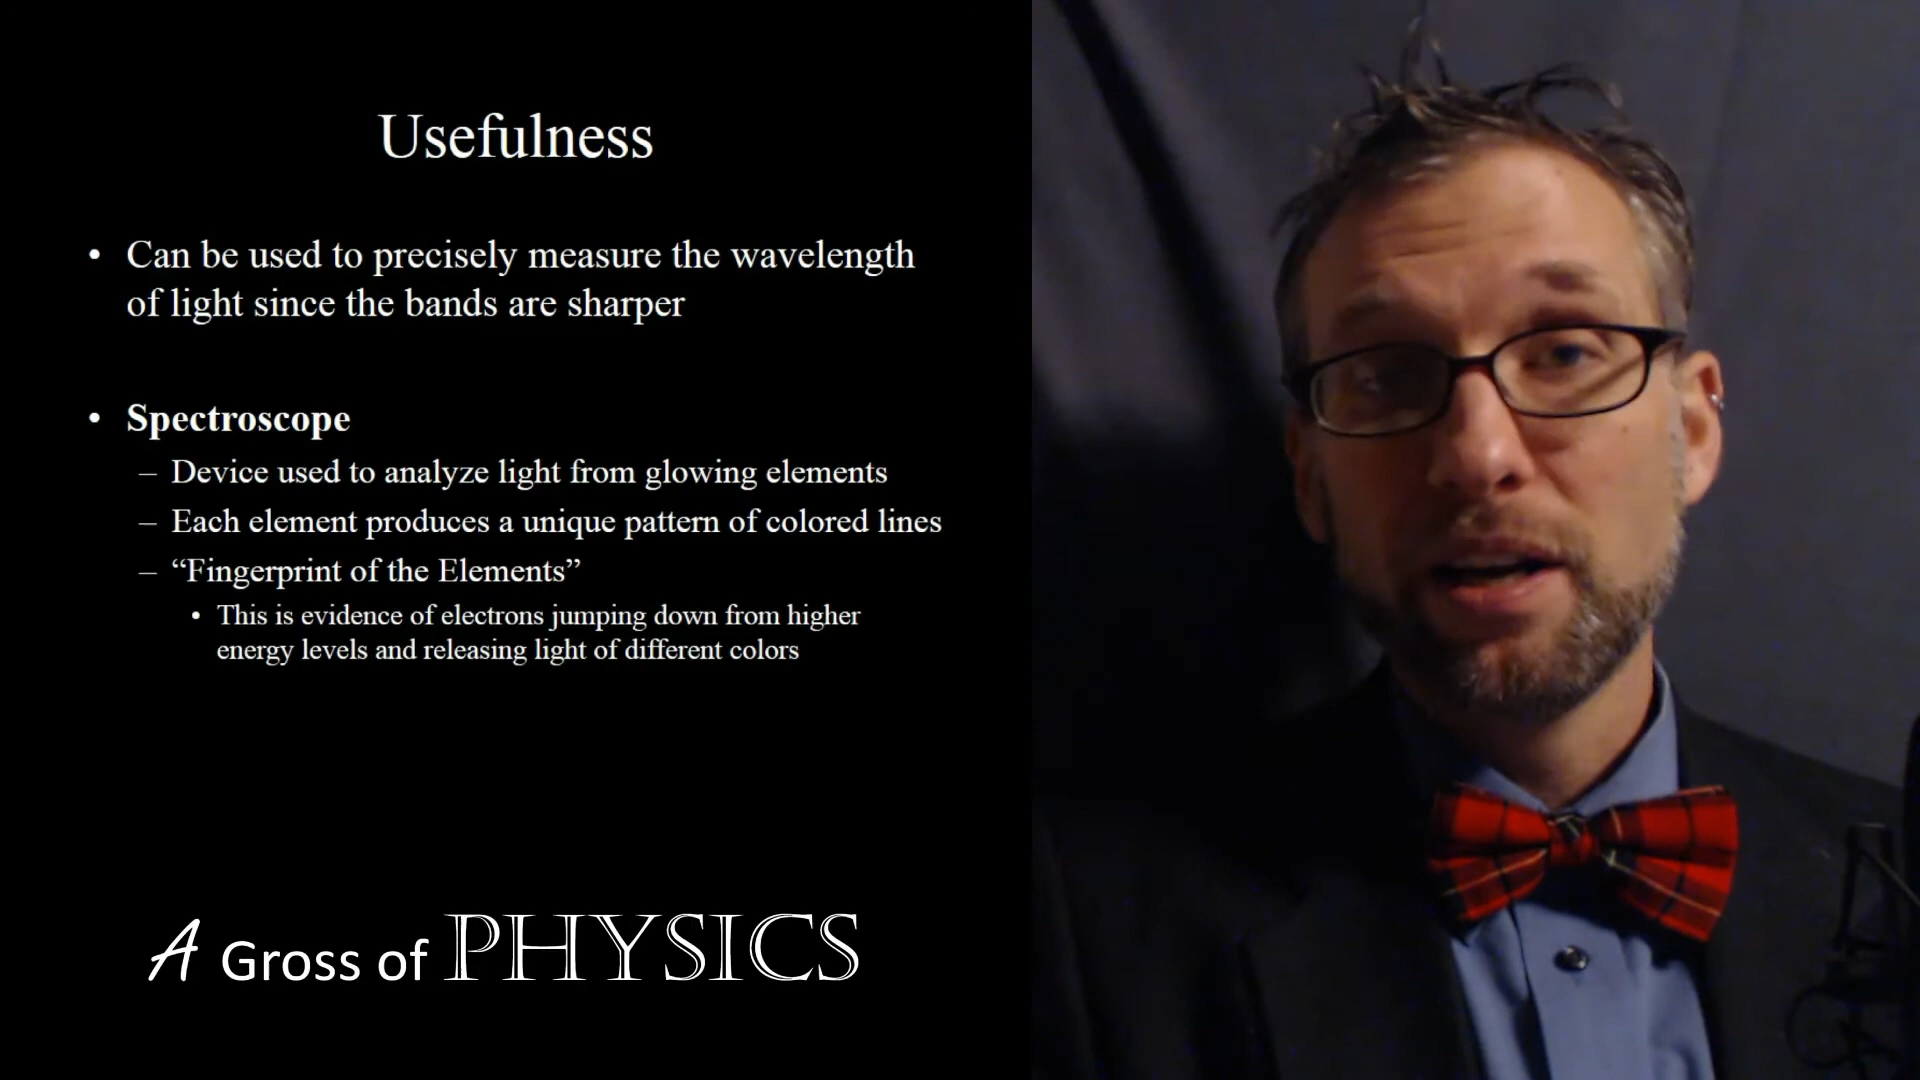 Usefulness
• Can be used to precisely measure the wavelength
of light since the bands are sharper
• Spectroscope
– Device used to analyze light from glowing elements
– Each element produces a unique pattern of colored lines
– “Fingerprint of the Elements”
• This is evidence of electrons jumping down from higher
energy levels and releasing light of different colors
A Gross of PHYSICS